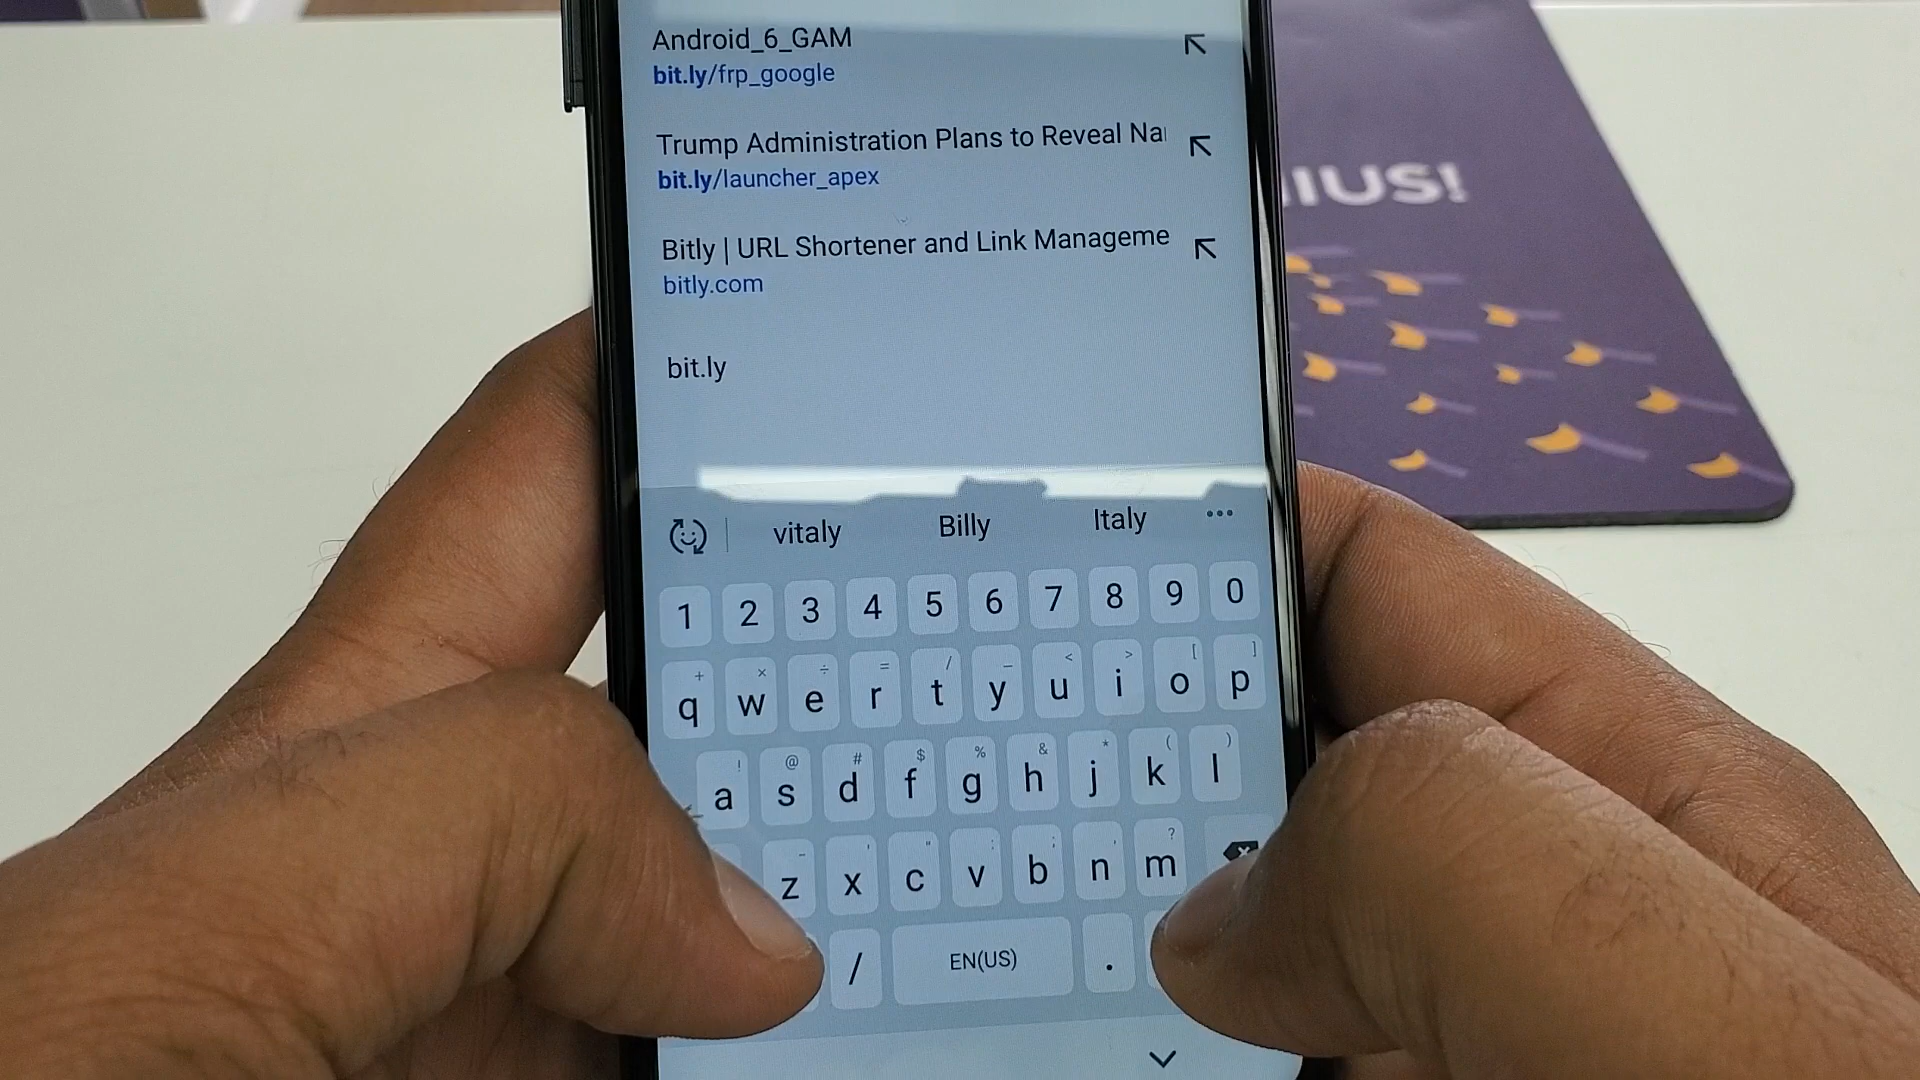 Android_6_GAM
bit.ly/frp_google
Trump Administration Plans to Reveal Na
bit.ly/launcher_apex
Bitly | URL Shortener and Link Manageme
bitly.com
bit.ly
IUS!
vitaly Billy Italy ...
1 2 3 4 5 6 7 8 9 0
+ × ÷ = / _ < > [ ]
q w e r t y u i o p
! @ # $ % & * ( )
a s d f g h j k l
- ' " : ; , ?
z x c v b n m
/ EN(US) .